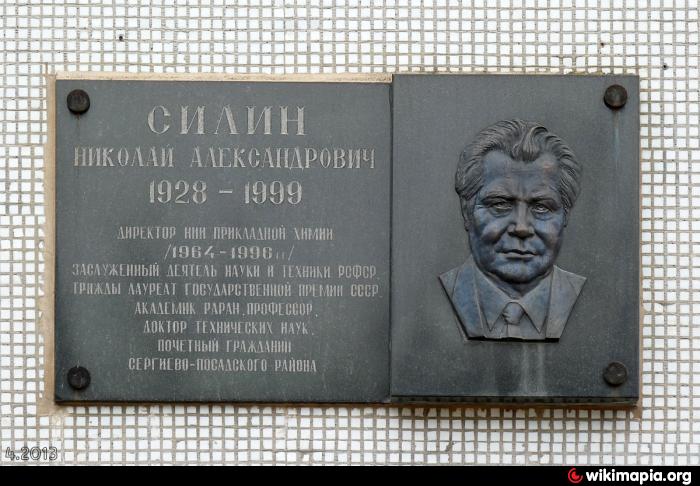 СИЛИН
НИКОЛАЙ АЛЕКСАНДРОВИЧ
1928 – 1999
ДИРЕКТОР НИИ ПРИКЛАДНОЙ ХИМИИ
/1964-1996гг/
ЗАСЛУЖЕННЫЙ ДЕЯТЕЛЬ НАУКИ И ТЕХНИКИ РСФСР,
ТРИЖДЫ ЛАУРЕАТ ГОСУДАРСТВЕННОЙ ПРЕМИИ СССР,
АКАДЕМИК РАРАН, ПРОФЕССОР,
ДОКТОР ТЕХНИЧЕСКИХ НАУК,
ПОЧЕТНЫЙ ГРАЖДАНИН
СЕРГИЕВО-ПОСАДСКОГО РАЙОНА
4.2013
wikimapia.org